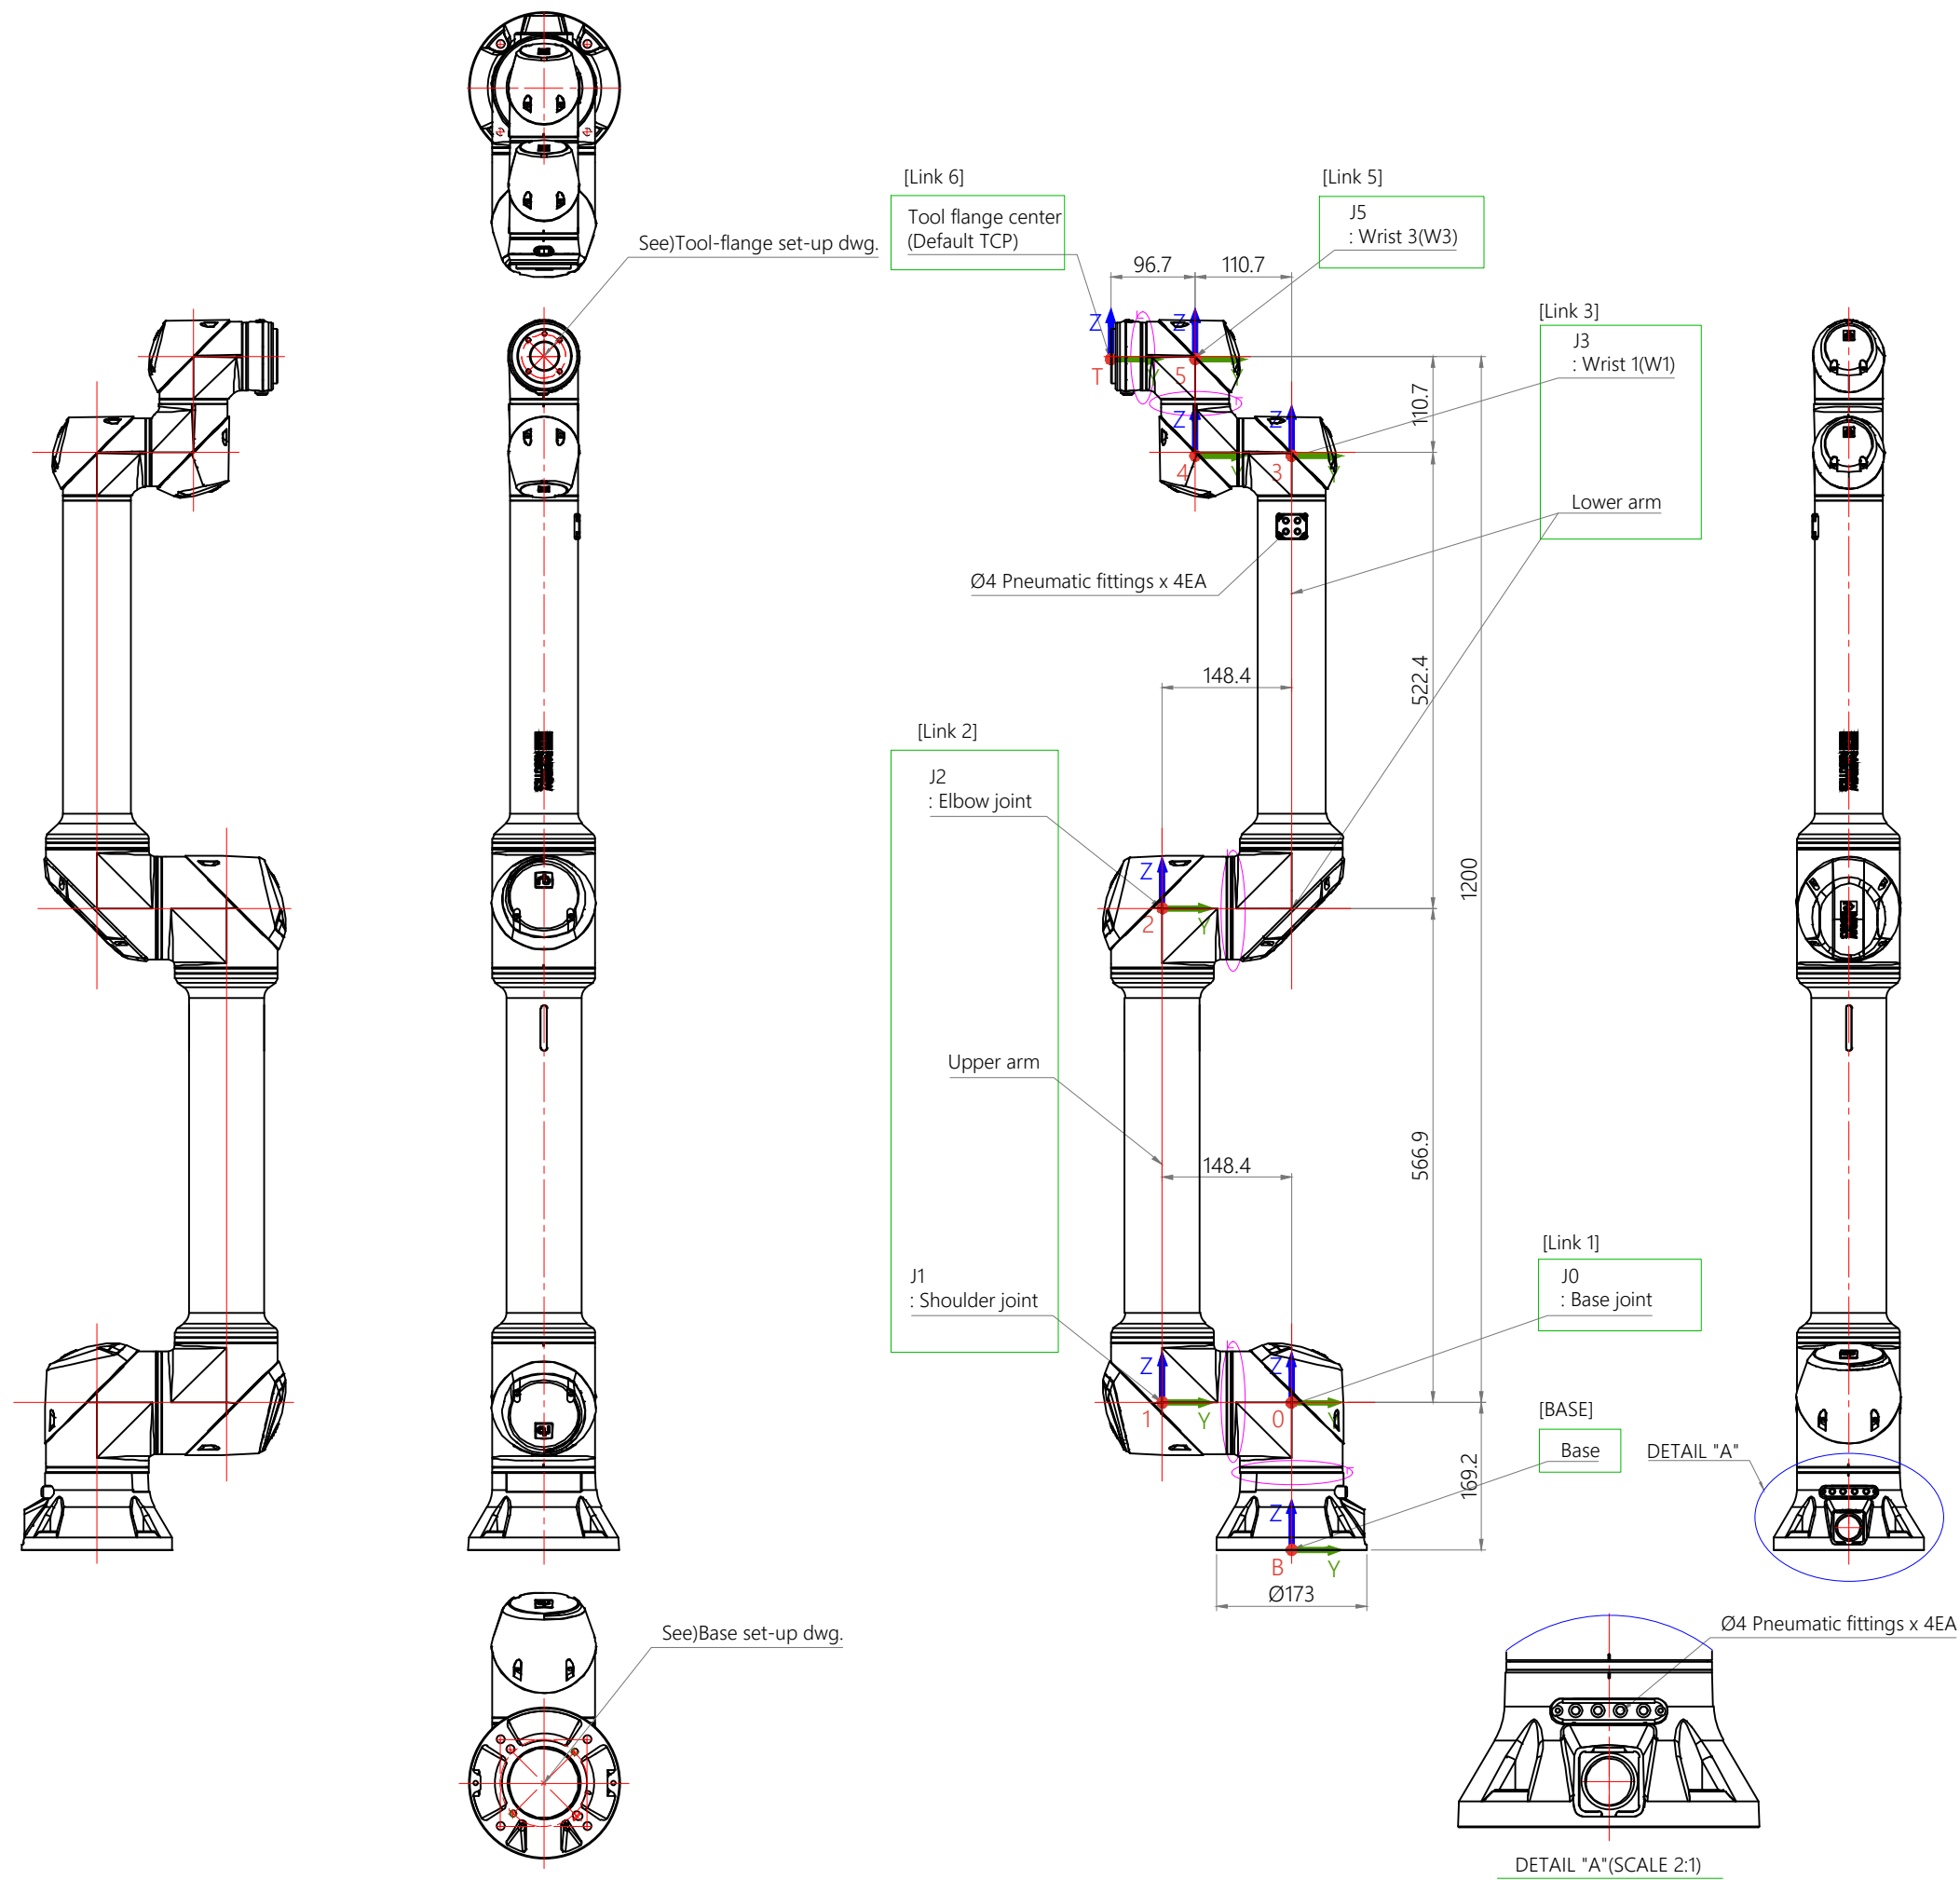 See)Tool-flange set-up dwg.
[Link 6]
Tool flange center
(Default TCP)
[Link 5]
J5
: Wrist 3(W3)
96.7
110.7
[Link 3]
J3
: Wrist 1(W1)
Lower arm
Z
Z
T
Y
5
Y
Z
Z
4
Y
3
Y
110.7
Ø4 Pneumatic fittings x 4EA
522.4
1200
148.4
[Link 2]
J2
: Elbow joint
Z
2
Y
Upper arm
566.9
148.4
J1
: Shoulder joint
[Link 1]
J0
: Base joint
Z
Z
1
Y
0
Y
[BASE]
Base
DETAIL "A"
169.2
Z
B
Y
Ø173
See)Base set-up dwg.
Ø4 Pneumatic fittings x 4EA
DETAIL "A"(SCALE 2:1)